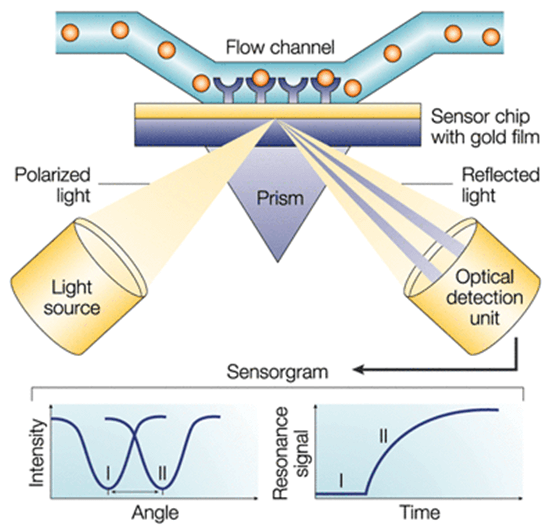 Flow channel
Sensor chip
with gold film
Polarized
light
Reflected
light
Prism
Light
source
Optical
detection
unit
Sensorgram
Intensity
I
II
Angle
Resonance
signal
I
II
Time